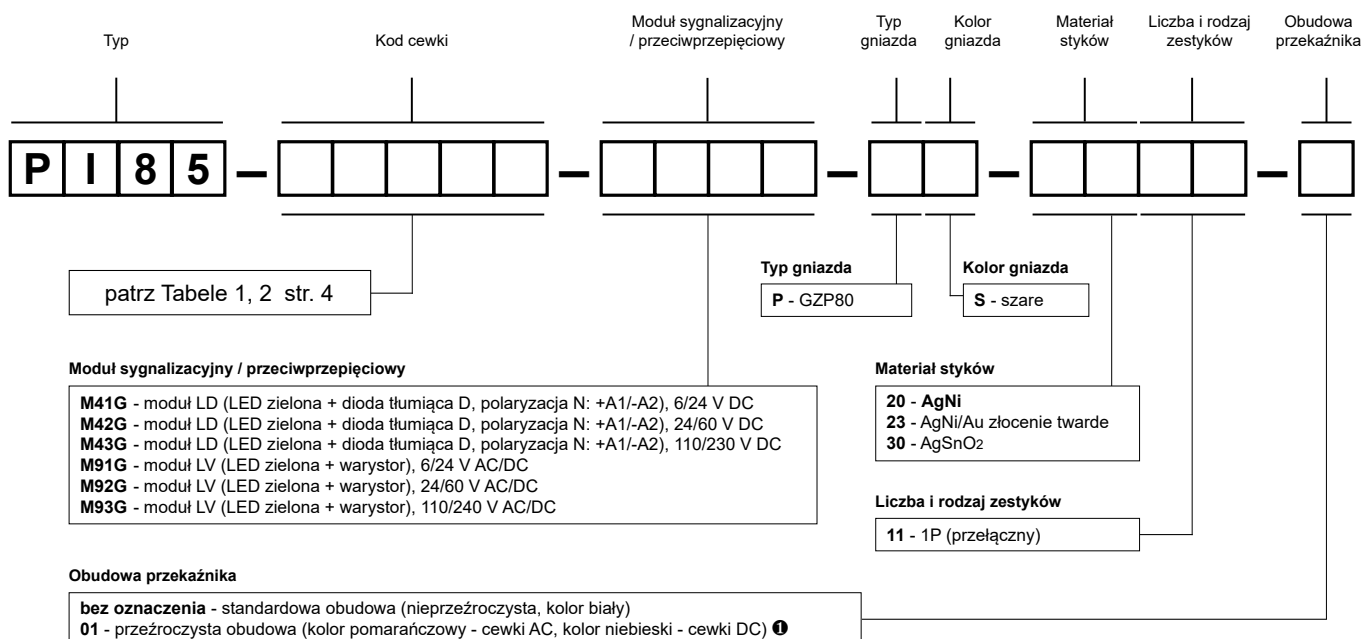 Typ
Kod cewki
Moduł sygnalizacyjny
/ przeciwprzepięciowy
Typ
gniazda
Kolor
gniazda
Materiał
styków
Liczba i rodzaj
zestyków
Obudowa
przekaźnika
P I 8 5 – – – – –
patrz Tabele 1, 2 str. 4
Typ gniazda
P - GZP80
Kolor gniazda
S - szare
Moduł sygnalizacyjny / przeciwprzepięciowy
M41G - moduł LD (LED zielona + dioda tłumiąca D, polaryzacja N: +A1/-A2), 6/24 V DC
M42G - moduł LD (LED zielona + dioda tłumiąca D, polaryzacja N: +A1/-A2), 24/60 V DC
M43G - moduł LD (LED zielona + dioda tłumiąca D, polaryzacja N: +A1/-A2), 110/230 V DC
M91G - moduł LV (LED zielona + warystor), 6/24 V AC/DC
M92G - moduł LV (LED zielona + warystor), 24/60 V AC/DC
M93G - moduł LV (LED zielona + warystor), 110/240 V AC/DC
Materiał styków
20 - AgNi
23 - AgNi/Au złocenie twarde
30 - AgSnO2
Liczba i rodzaj zestyków
11 - 1P (przełączny)
Obudowa przekaźnika
bez oznaczenia - standardowa obudowa (nieprzeźroczysta, kolor biały)
01 - przeźroczysta obudowa (kolor pomarańczowy - cewki AC, kolor niebieski - cewki DC) ❶